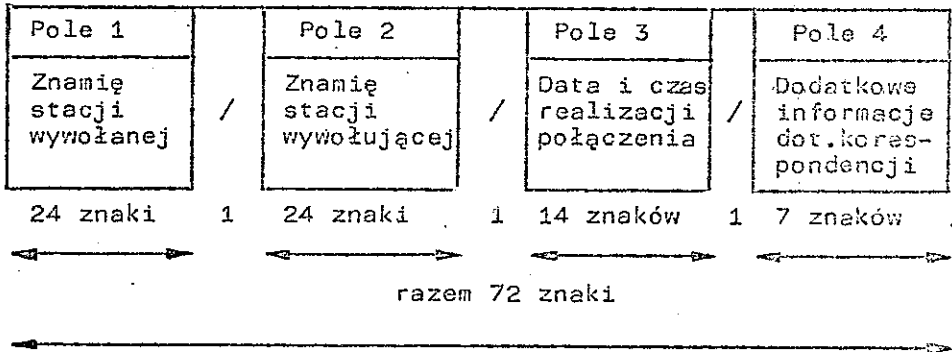 Pole 1 Pole 2 Pole 3 Pole 4
Znamię Znamię Data i czas Dodatkowe
stacji / stacji / realizacji / informacje
wywołanej wywołującej połączenia dot.kores-
pondencji
24 znaki 1 24 znaki 1 14 znaków 1 7 znaków
razem 72 znaki